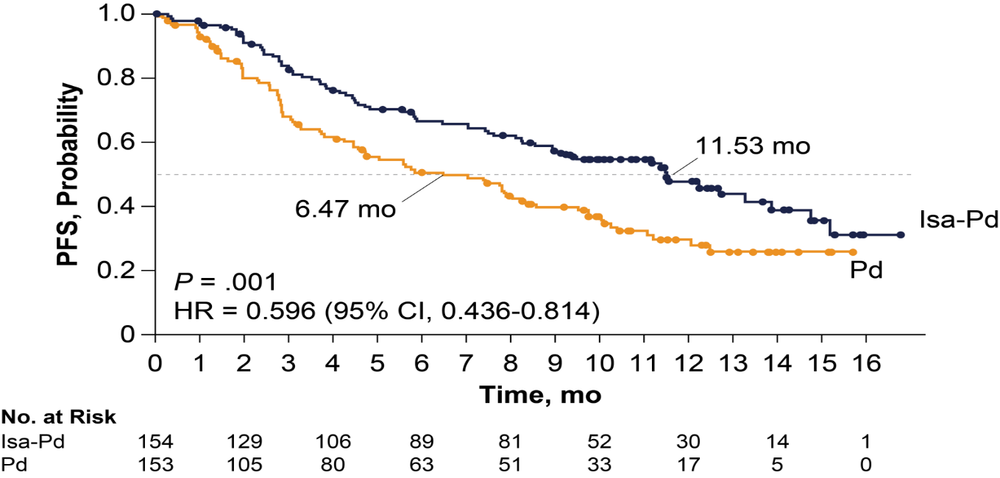 PFS, Probability
1.0
0.8
0.6
0.4
0.2
0
11.53 mo
6.47 mo
Isa-Pd
Pd
P = .001
HR = 0.596 (95% CI, 0.436-0.814)
0 1 2 3 4 5 6 7 8 9 10 11 12 13 14 15 16
Time, mo
No. at Risk
Isa-Pd 154 129 106 89 81 52 30 14 1
Pd 153 105 80 63 51 33 17 5 0